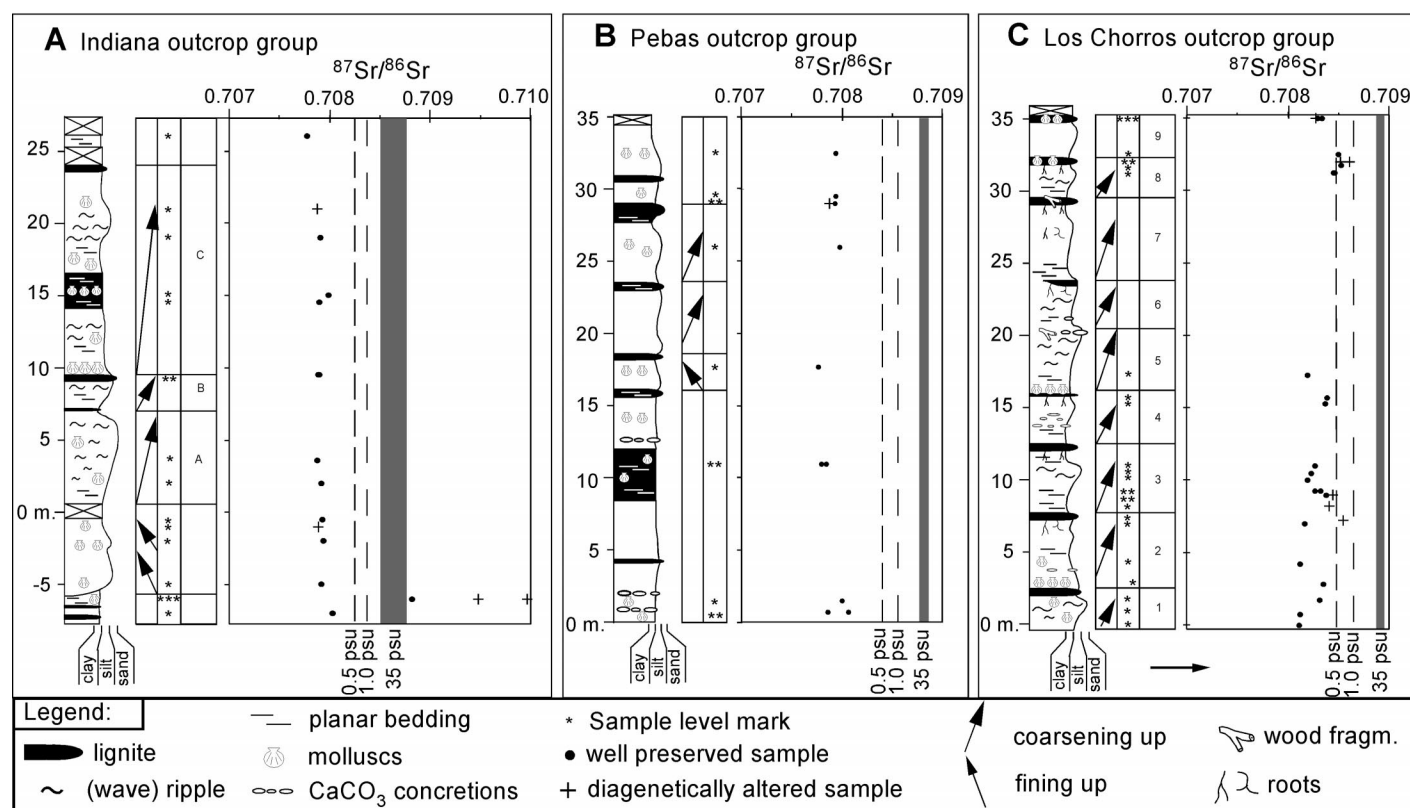 A Indiana outcrop group
87Sr/86Sr
0.707 0.708 0.709 0.710
25
20
15
10
5
0 m.
-5
*
*
*
*
*
**
*
*
*
*
*
*
***
*
C
B
A
clay
silt
sand
0.5 psu
1.0 psu
35 psu
B Pebas outcrop group
87Sr/86Sr
0.707 0.708 0.709
35
30
25
20
15
10
5
0 m.
*
*
**
*
*
**
*
**
clay
silt
sand
0.5 psu
1.0 psu
35 psu
C Los Chorros outcrop group
87Sr/86Sr
0.707 0.708 0.709
35
30
25
20
15
10
5
0 m.
***
*
**
*
*
*
*
*
*
*
*
**
**
*
*
*
*
*
*
*
*
9
8
7
6
5
4
3
2
1
clay
silt
sand
0.5 psu
1.0 psu
35 psu
Legend:
lignite
(wave) ripple
planar bedding
molluscs
CaCO3 concretions
* Sample level mark
well preserved sample
+ diagenetically altered sample
coarsening up
fining up
wood fragm.
roots